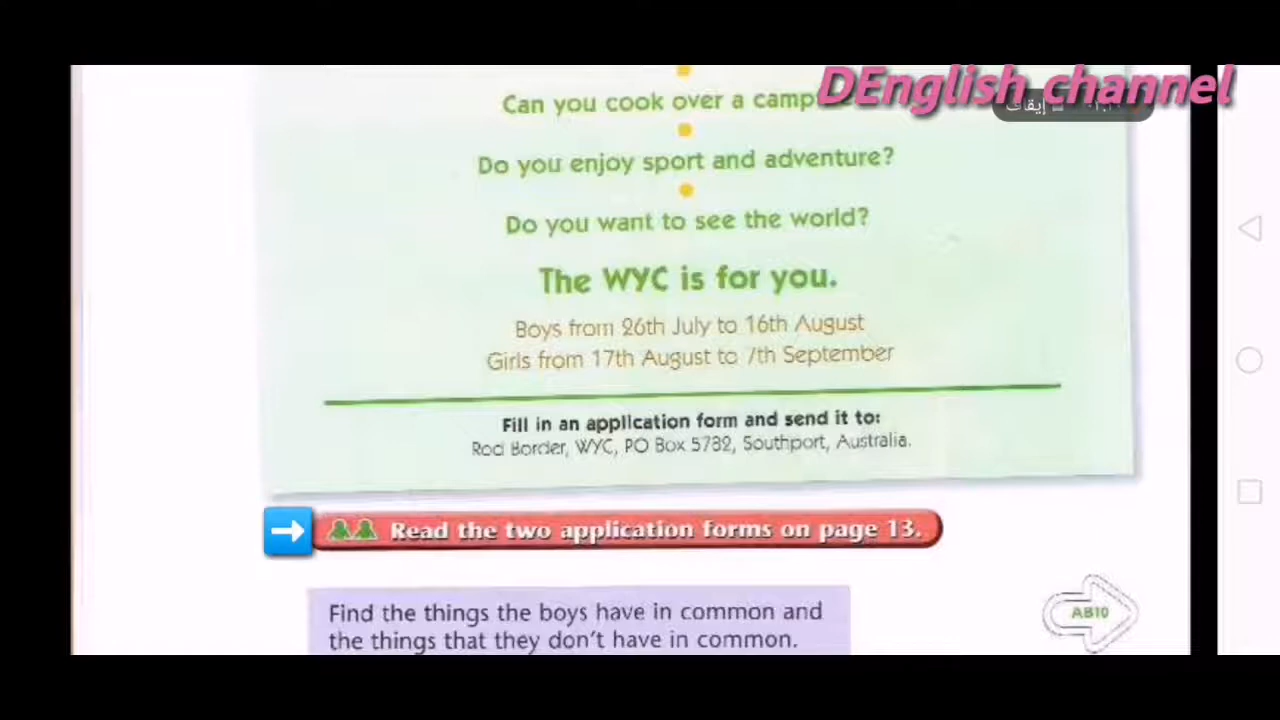 DEnglish channel
Can you cook over a camp
إيقاف
Do you enjoy sport and adventure?
Do you want to see the world?
The WYC is for you.
Boys from 26th July to 16th August
Girls from 17th August to 7th September
Fill in an application form and send it to:
Rod Border, WYC, PO Box 5782, Southport, Australia.
Read the two application forms on page 13.
Find the things the boys have in common and
the things that they don't have in common.
AB10